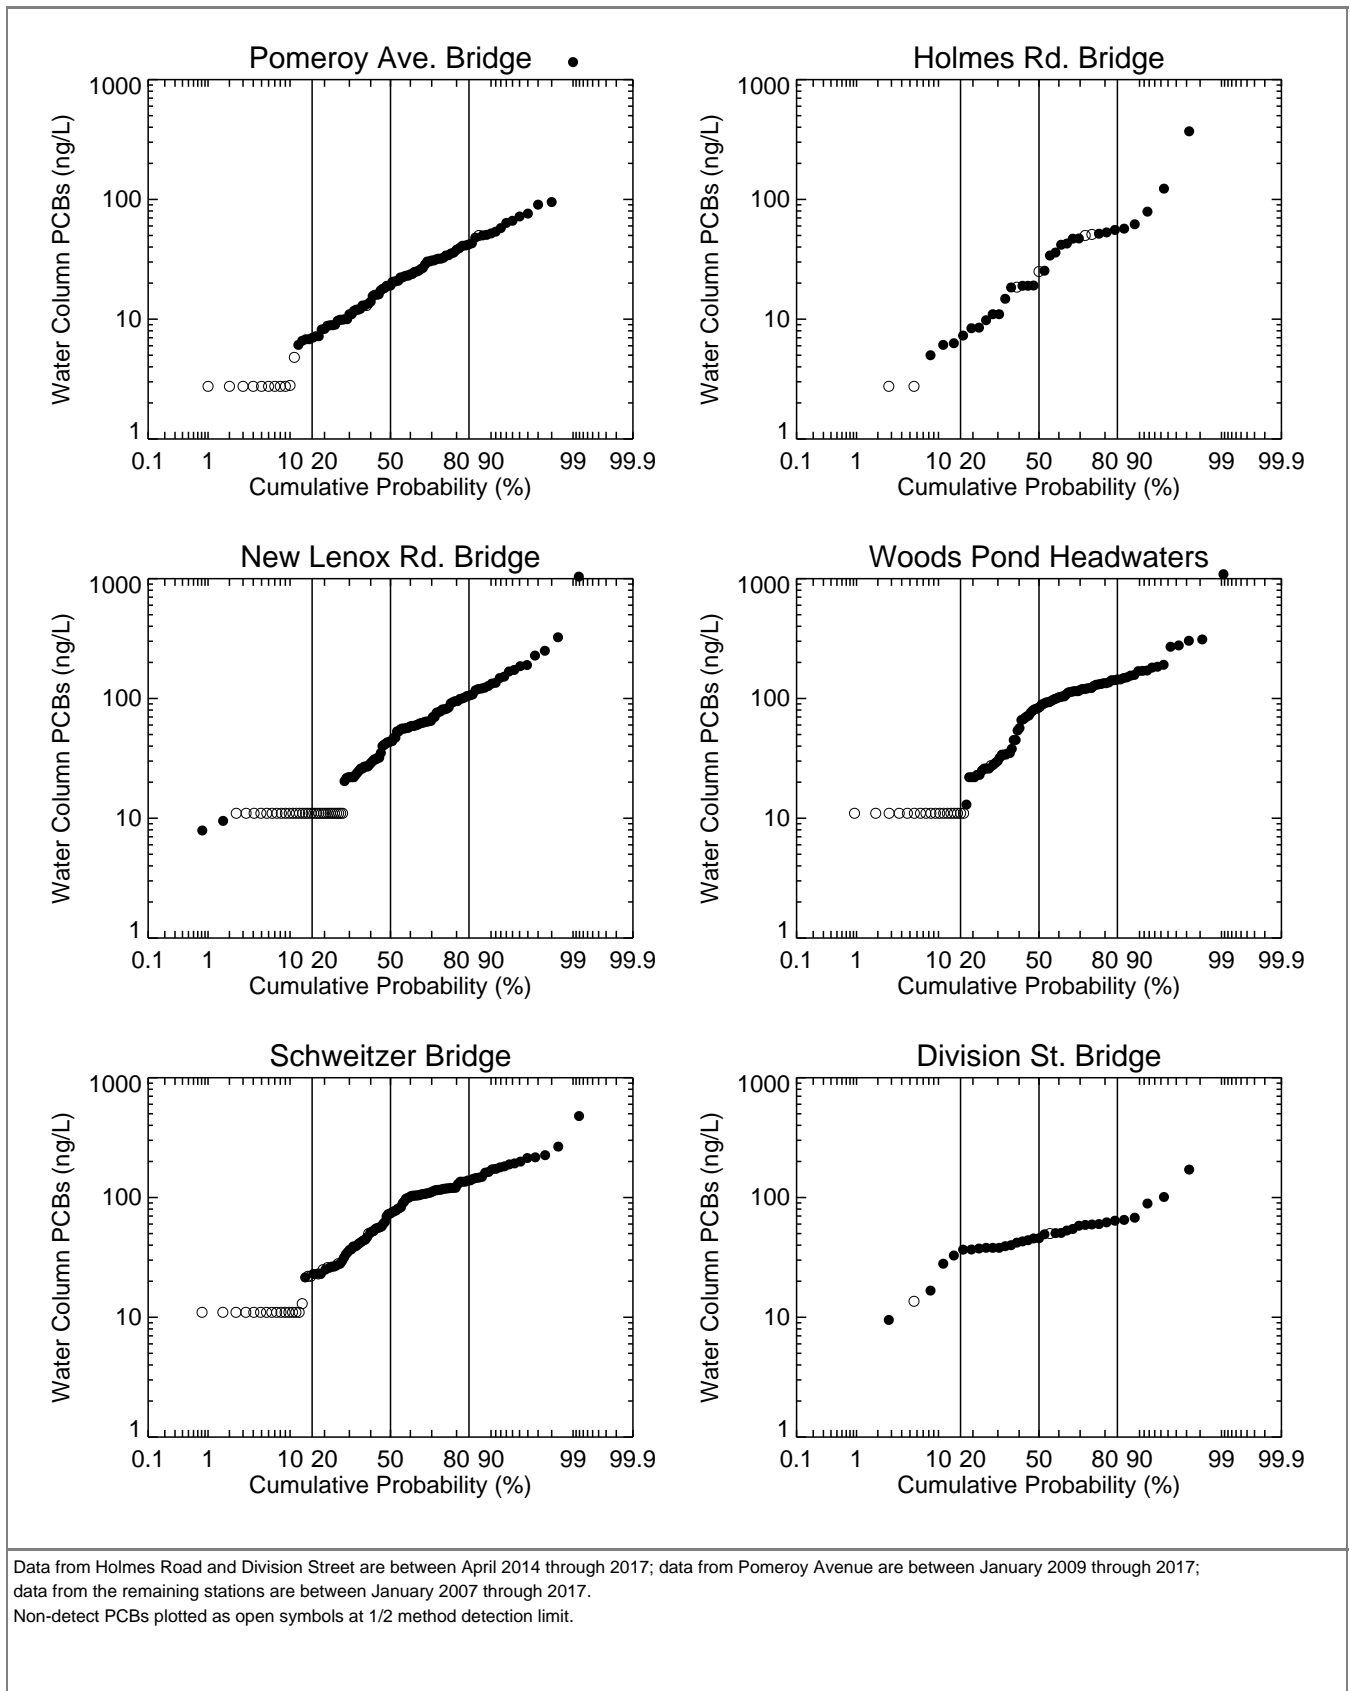 Pomeroy Ave. Bridge
Water Column PCBs (ng/L)
1000
100
10
1
0.1 1 10 20 50 80 90 99 99.9
Cumulative Probability (%)
Holmes Rd. Bridge
Water Column PCBs (ng/L)
1000
100
10
1
0.1 1 10 20 50 80 90 99 99.9
Cumulative Probability (%)
New Lenox Rd. Bridge
Water Column PCBs (ng/L)
1000
100
10
1
0.1 1 10 20 50 80 90 99 99.9
Cumulative Probability (%)
Woods Pond Headwaters
Water Column PCBs (ng/L)
1000
100
10
1
0.1 1 10 20 50 80 90 99 99.9
Cumulative Probability (%)
Schweitzer Bridge
Water Column PCBs (ng/L)
1000
100
10
1
0.1 1 10 20 50 80 90 99 99.9
Cumulative Probability (%)
Division St. Bridge
Water Column PCBs (ng/L)
1000
100
10
1
0.1 1 10 20 50 80 90 99 99.9
Cumulative Probability (%)
Data from Holmes Road and Division Street are between April 2014 through 2017; data from Pomeroy Avenue are between January 2009 through 2017;
data from the remaining stations are between January 2007 through 2017.
Non-detect PCBs plotted as open symbols at 1/2 method detection limit.